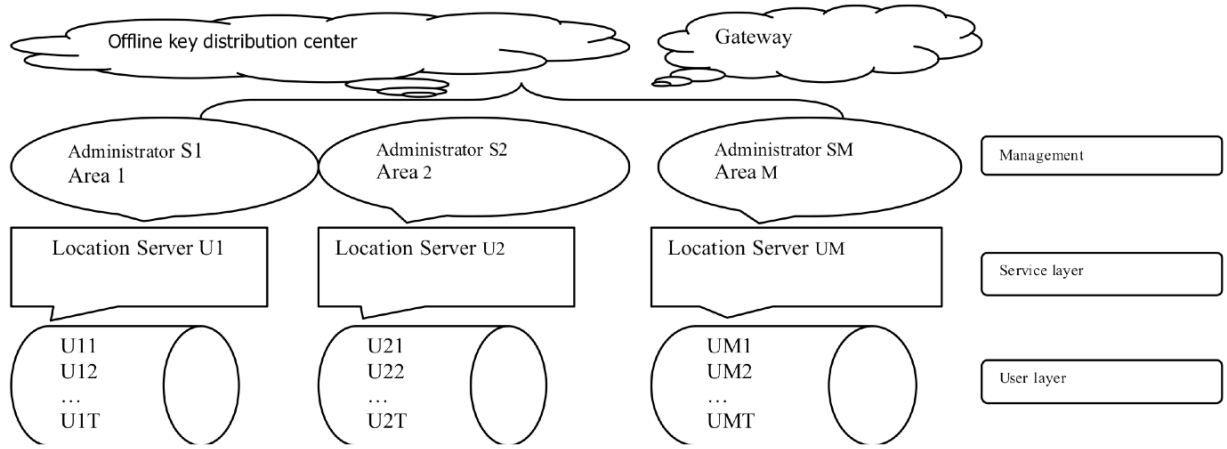 Offline key distribution center
Gateway
Administrator S1
Area 1
Administrator S2
Area 2
Administrator SM
Area M
Management
Location Server U1
Location Server U2
Location Server UM
Service layer
U11
U12
…
U1T
U21
U22
…
U2T
UM1
UM2
…
UMT
User layer